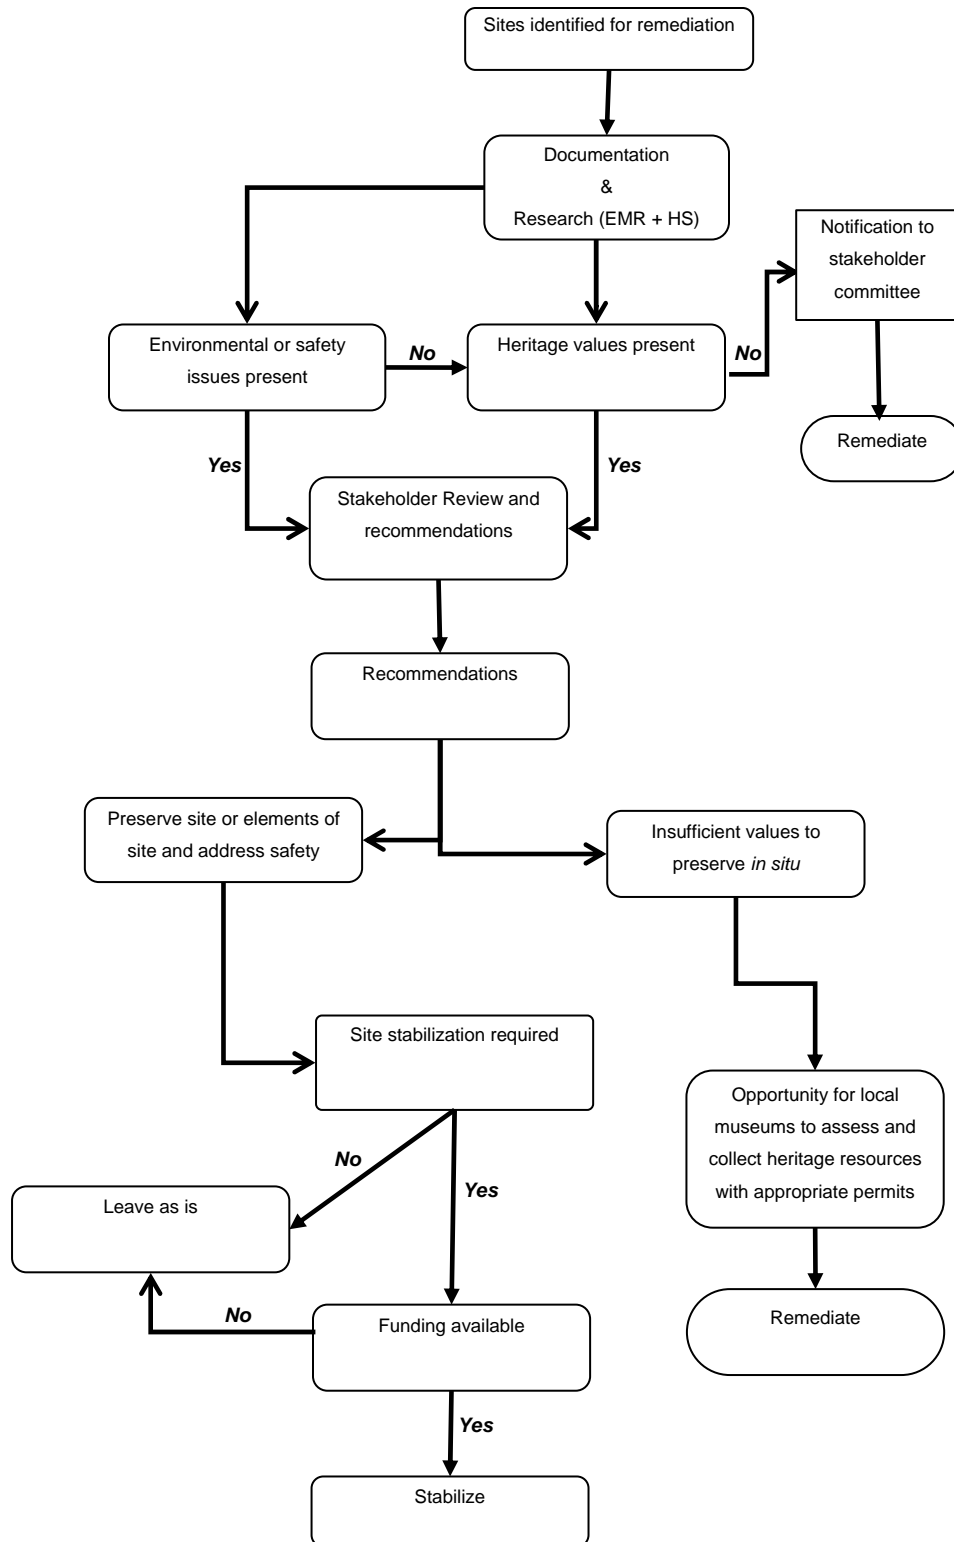 Sites identified for remediation
Documentation
&
Research (EMR + HS)
Notification to
stakeholder
committee
Environmental or safety
issues present
No
Heritage values present
No
Remediate
Yes
Yes
Stakeholder Review and
recommendations
Recommendations
Preserve site or elements of
site and address safety
Insufficient values to
preserve in situ
Site stabilization required
Opportunity for local
museums to assess and
collect heritage resources
with appropriate permits
No
Yes
Leave as is
No
Funding available
Remediate
Yes
Stabilize